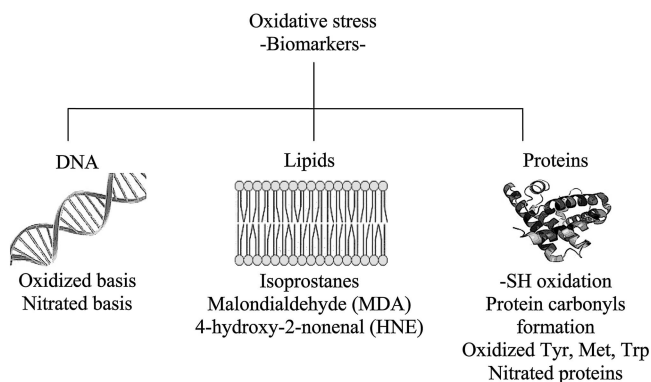 Oxidative stress
-Biomarkers-
DNA
Oxidized basis
Nitrated basis
Lipids
Isoprostanes
Malondialdehyde (MDA)
4-hydroxy-2-nonenal (HNE)
Proteins
-SH oxidation
Protein carbonyls
formation
Oxidized Tyr, Met, Trp
Nitrated proteins